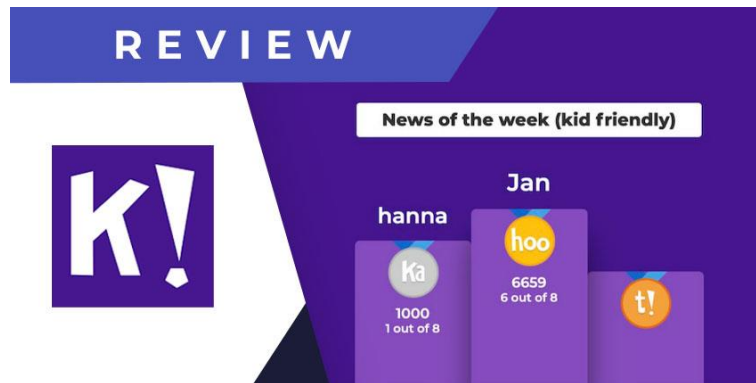 REVIEW
K!
News of the week (kid friendly)
Jan
hanna
hoo
Ka
6659
6 out of 8
t!
1000
1 out of 8